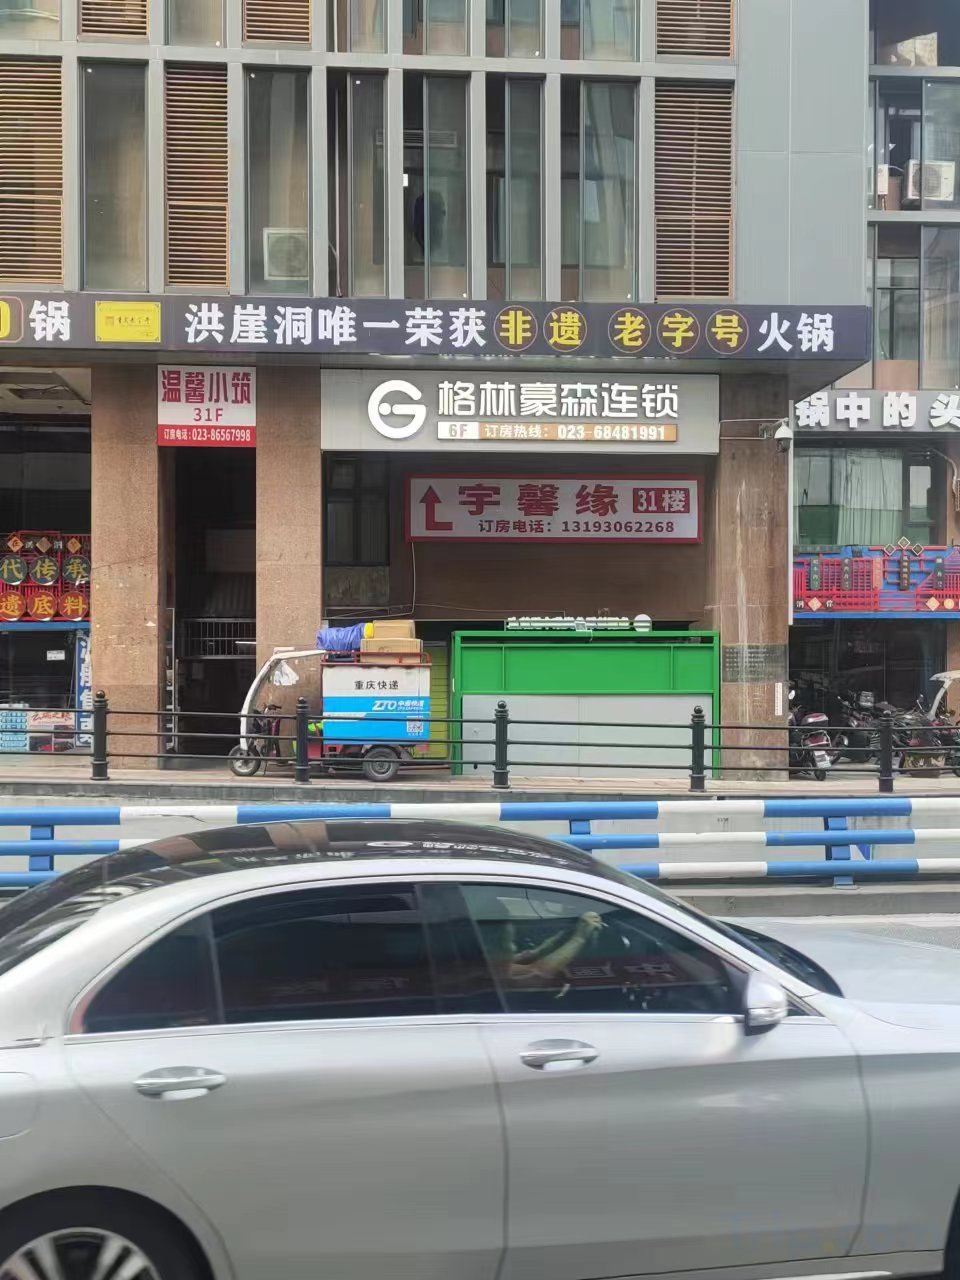 锅 洪崖洞唯一荣获非遗老字号火锅
温馨小筑
31F
订房电话:023-86567998
格林豪森连锁
6F 订房热线:023-68481991
锅中的头
宇馨缘 31楼
订房电话:13193062268
代传承
遗底料
重庆快递
ZTO 中通快递